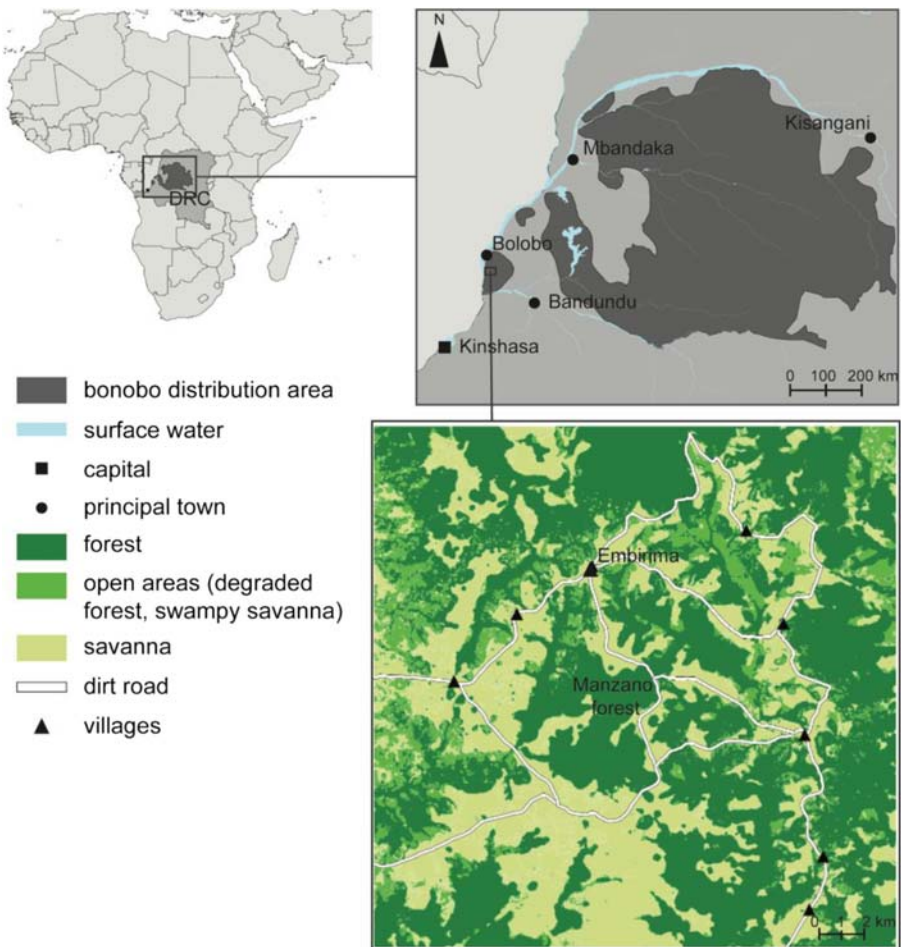 DRC
N
Kisangani
Mbandaka
Bolobo
Bandundu
Kinshasa
0 100 200 km
bonobo distribution area
surface water
capital
principal town
forest
open areas (degraded
forest, swampy savanna)
savanna
dirt road
villages
Embirima
Manzano
forest
0 1 2 km